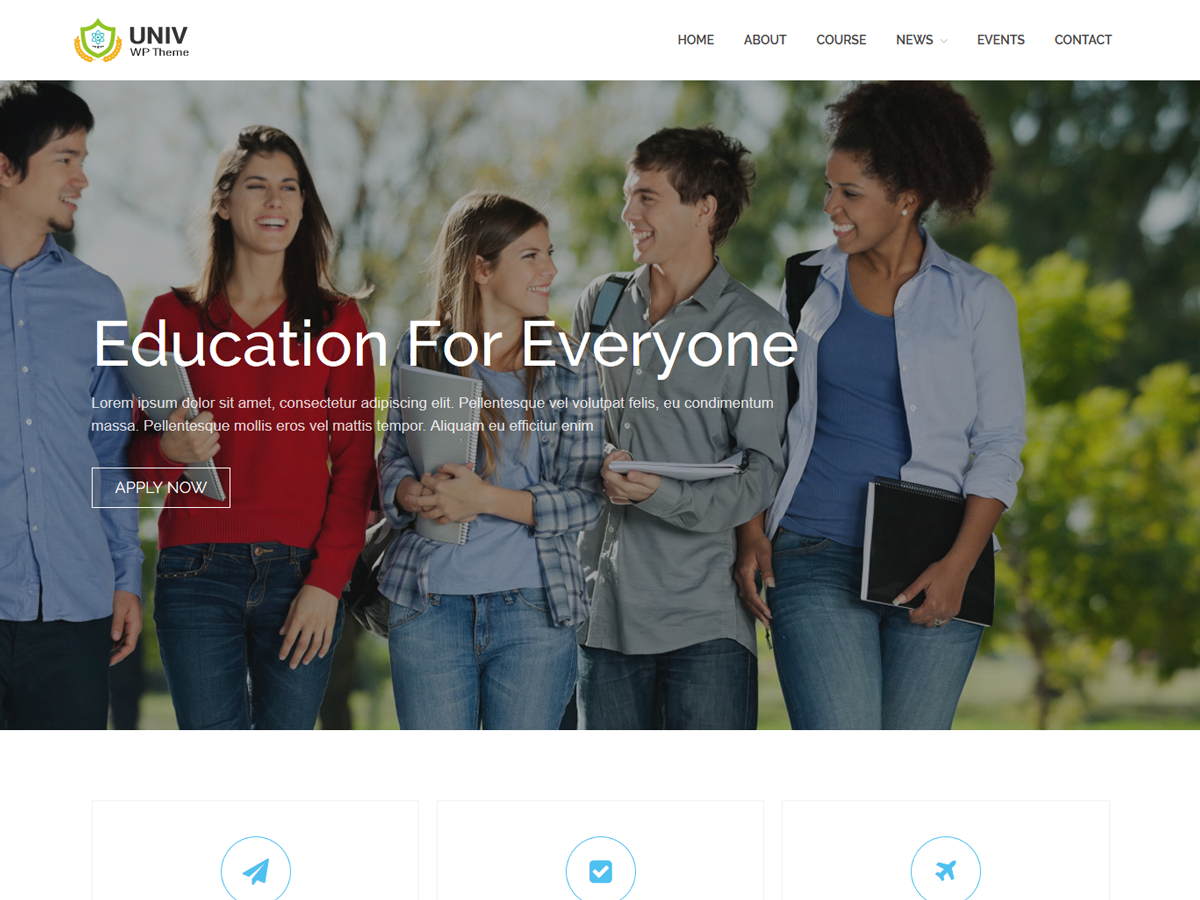 UNIV
WP Theme
HOME ABOUT COURSE NEWS EVENTS CONTACT
Education For Everyone
Lorem ipsum dolor sit amet, consectetur adipiscing elit. Pellentesque vel volutpat felis, eu condimentum
massa. Pellentesque mollis eros vel mattis tempor. Aliquam eu efficitur enim
APPLY NOW